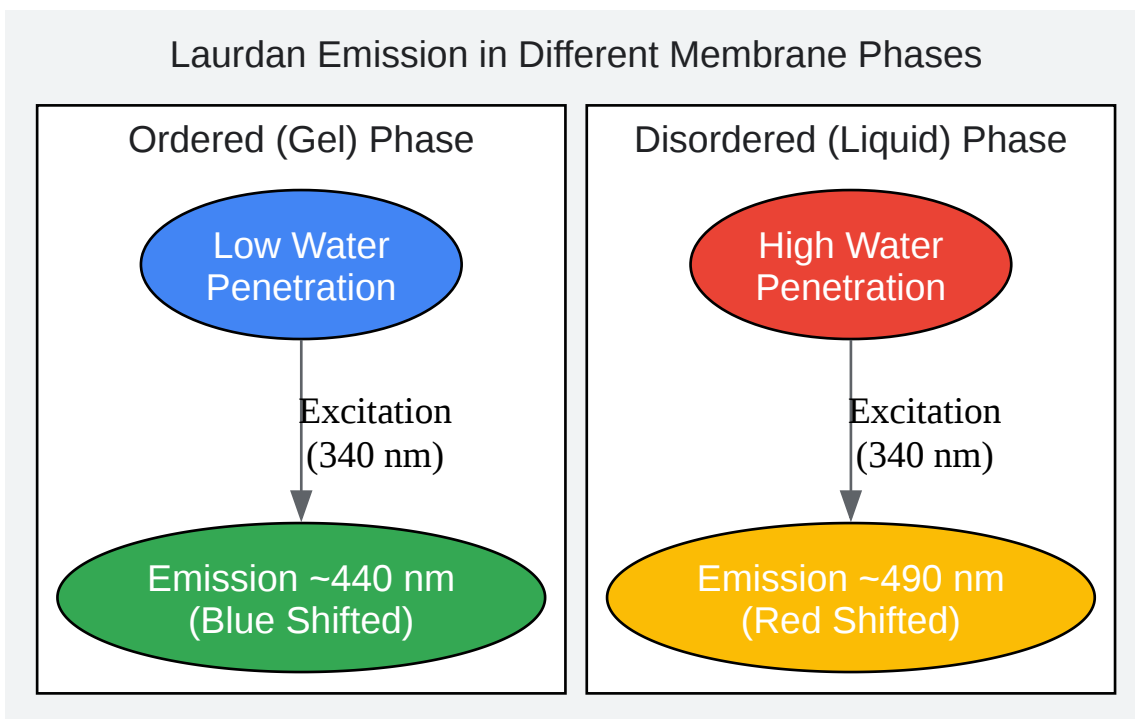 Laurdan Emission in Different Membrane Phases
Ordered (Gel) Phase
Low Water
Penetration
Excitation
(340 nm)
Emission ~440 nm
(Blue Shifted)
Disordered (Liquid) Phase
High Water
Penetration
Excitation
(340 nm)
Emission ~490 nm
(Red Shifted)